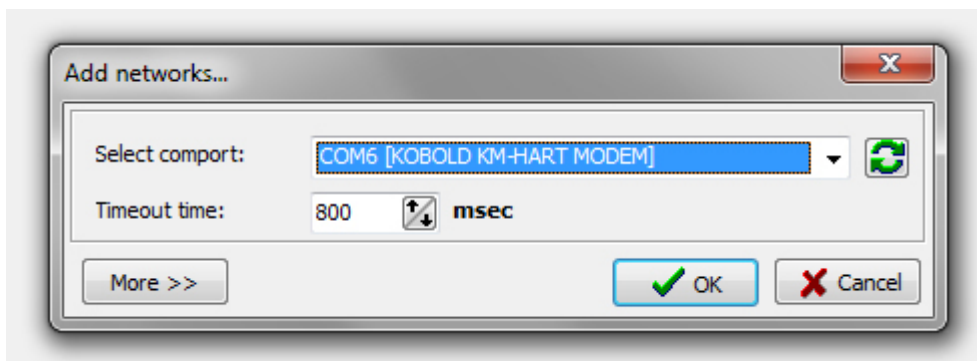 Add networks...
Select comport: COM6 [KOBOLD KM-HART MODEM]
Timeout time: 800 msec
More >> OK Cancel